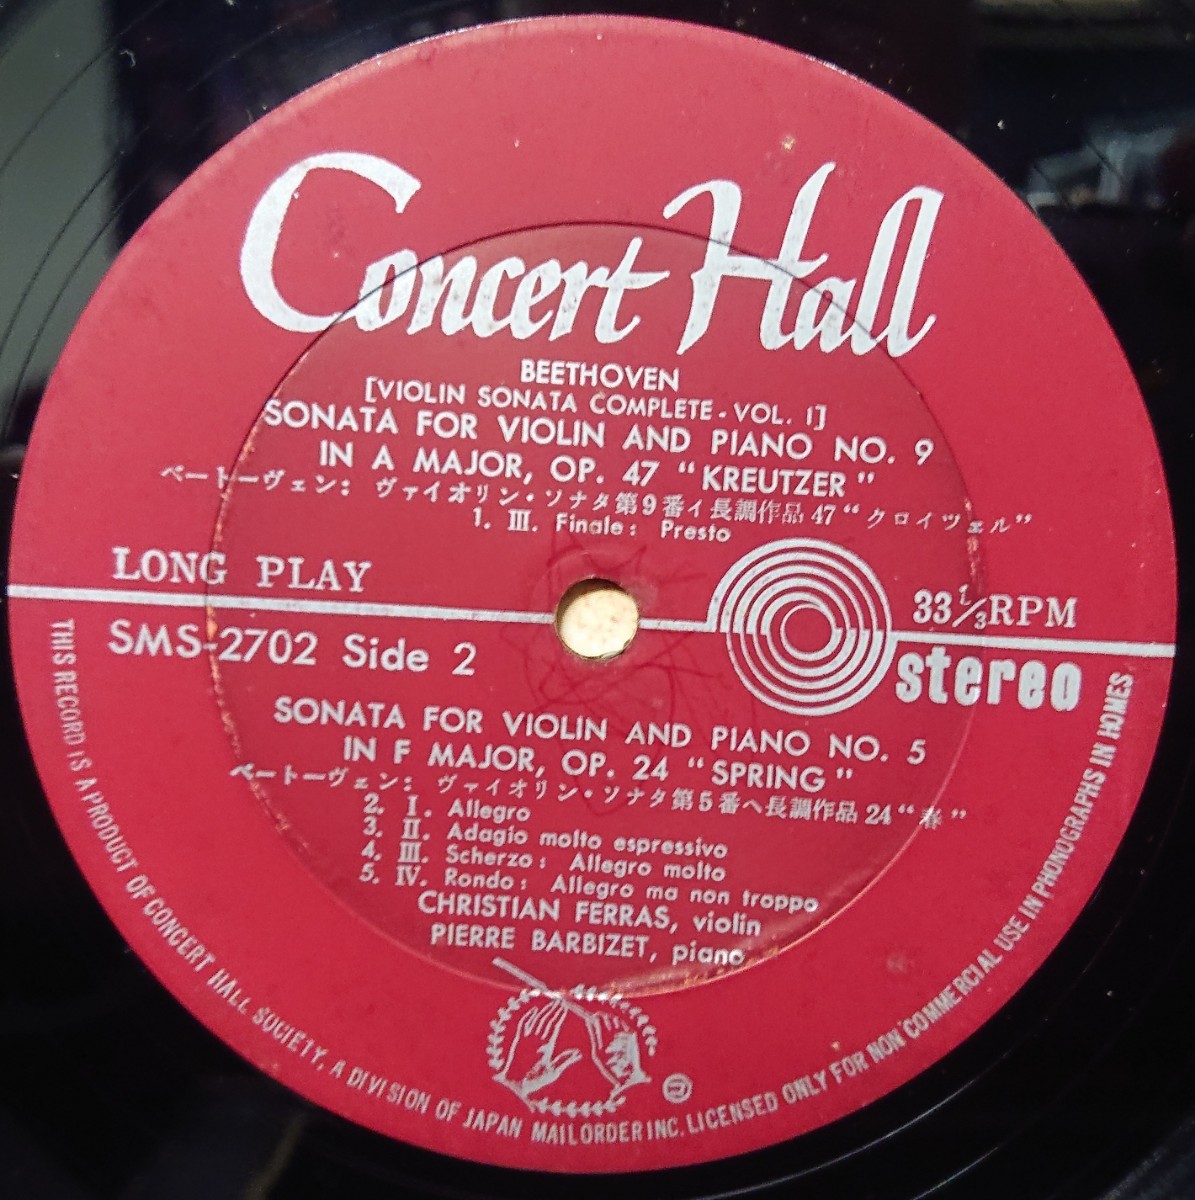 Concert Hall
BEETHOVEN
[VIOLIN SONATA COMPLETE - VOL. 1]
SONATA FOR VIOLIN AND PIANO NO. 9
IN A MAJOR, OP. 47 "KREUTZER"
ベートーヴェン: ヴァイオリン・ソナタ第9番イ長調作品47"クロイツェル"
1. III. Finale: Presto
LONG PLAY
33 1/3 RPM
SMS-2702 Side 2
stereo
SONATA FOR VIOLIN AND PIANO NO. 5
IN F MAJOR, OP. 24 "SPRING"
ベートーヴェン: ヴァイオリン・ソナタ第5番ヘ長調作品24"春"
2. I. Allegro
3. II. Adagio molto espressivo
4. III. Scherzo: Allegro molto
5. IV. Rondo: Allegro ma non troppo
CHRISTIAN FERRAS, violin
PIERRE BARBIZET, piano
THIS RECORD IS A PRODUCT OF CONCERT HALL SOCIETY, A DIVISION OF JAPAN MAILORDER INC. LICENSED ONLY FOR NON COMMERCIAL USE IN PHONOGRAPHS IN HOMES